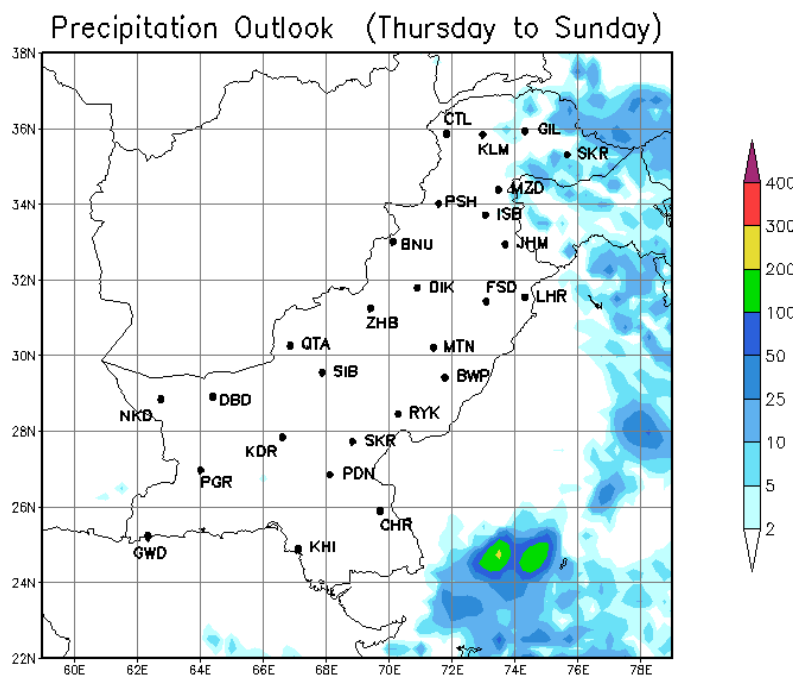 Precipitation Outlook (Thursday to Sunday)
38N
36N
34N
32N
30N
28N
26N
24N
22N
CTL
KLM
GIL
SKR
MZD
PSH
ISB
BNU
JHM
DIK
FSD
LHR
ZHB
QTA
MTN
SIB
BWP
DBD
NKD
RYK
KDR
SKR
PGR
PDN
CHR
GWD
KHI
60E 62E 64E 66E 68E 70E 72E 74E 76E 78E
400
300
200
100
50
25
10
5
2